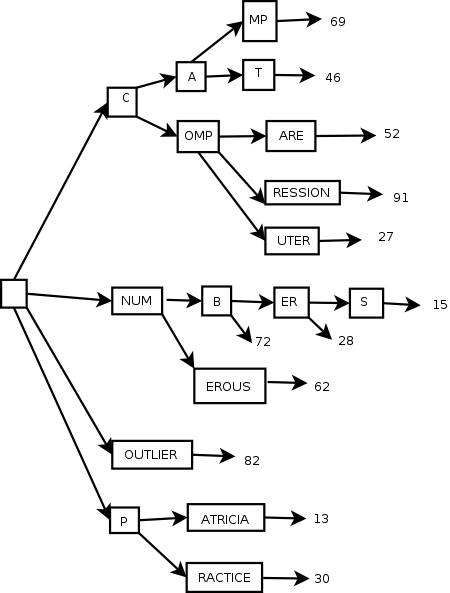 MP 69
A T 46
C
OMP ARE 52
RESSION 91
UTER 27
NUM B ER S 15
72 28
EROUS 62
OUTLIER 82
P ATRICIA 13
RACTICE 30